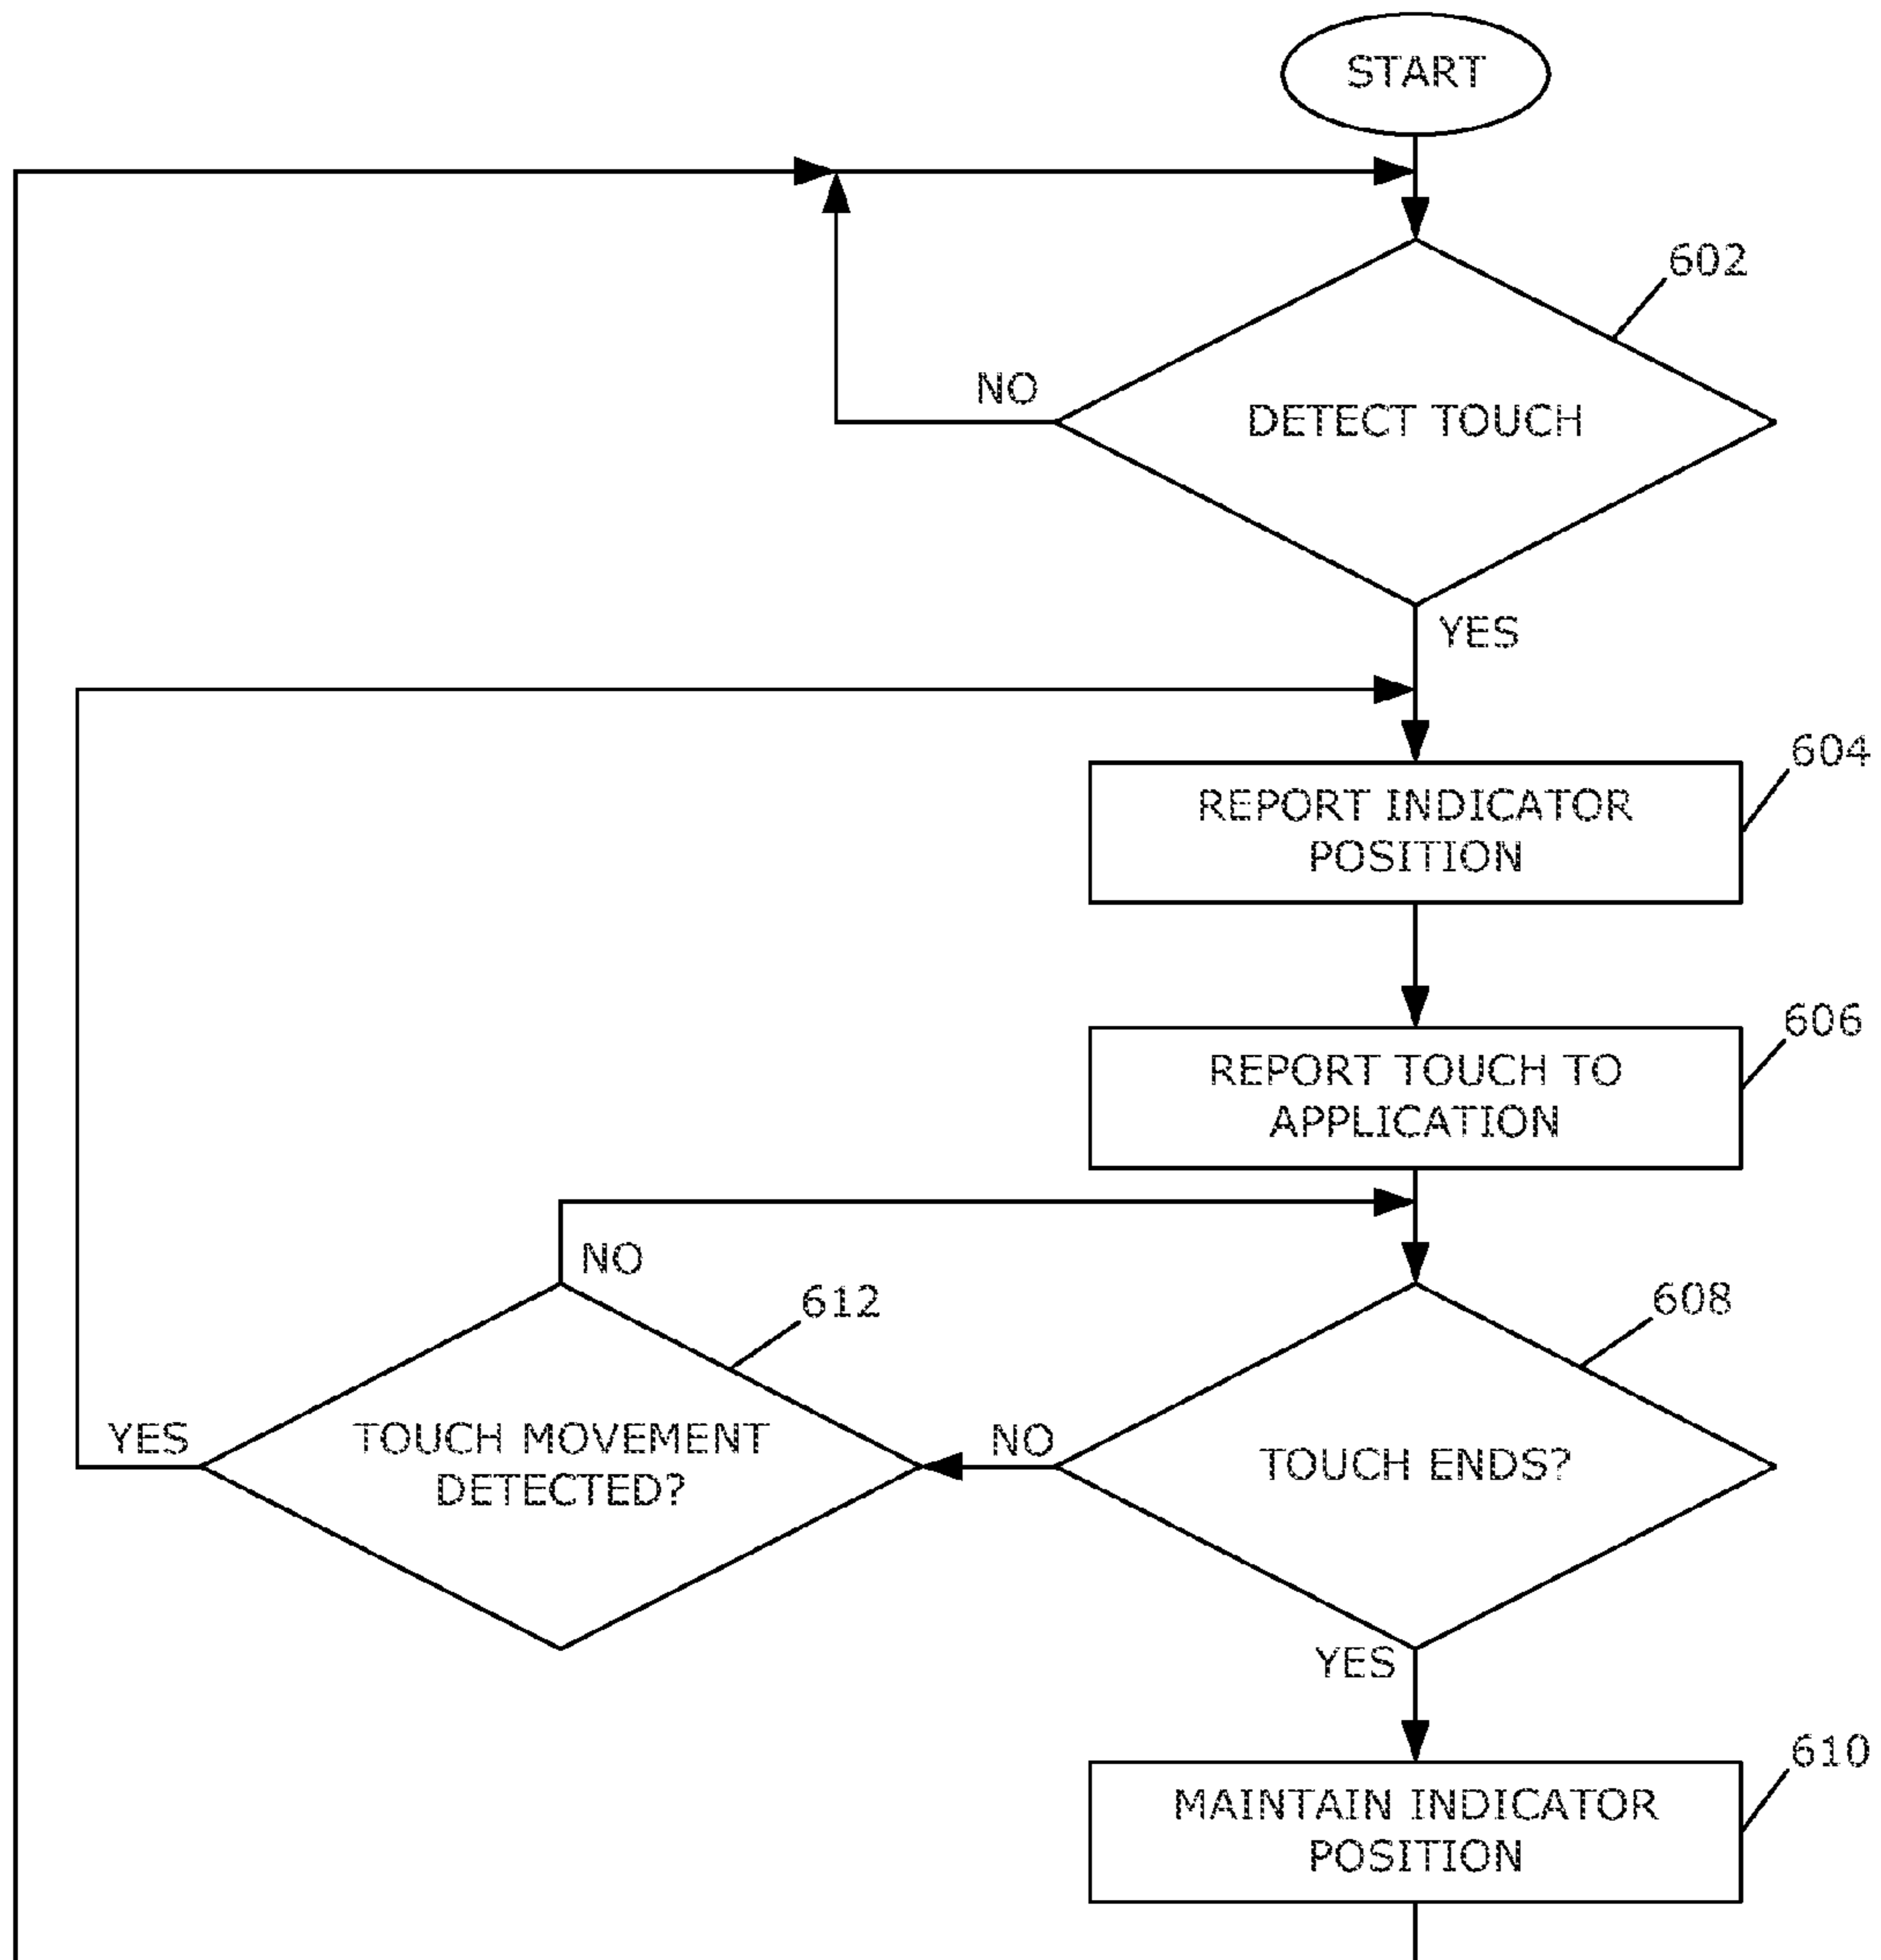 START
602
NO
DETECT TOUCH
YES
604
REPORT INDICATOR
POSITION
606
REPORT TOUCH TO
APPLICATION
NO
612
608
YES
TOUCH MOVEMENT
DETECTED?
NO
TOUCH ENDS?
YES
610
MAINTAIN INDICATOR
POSITION